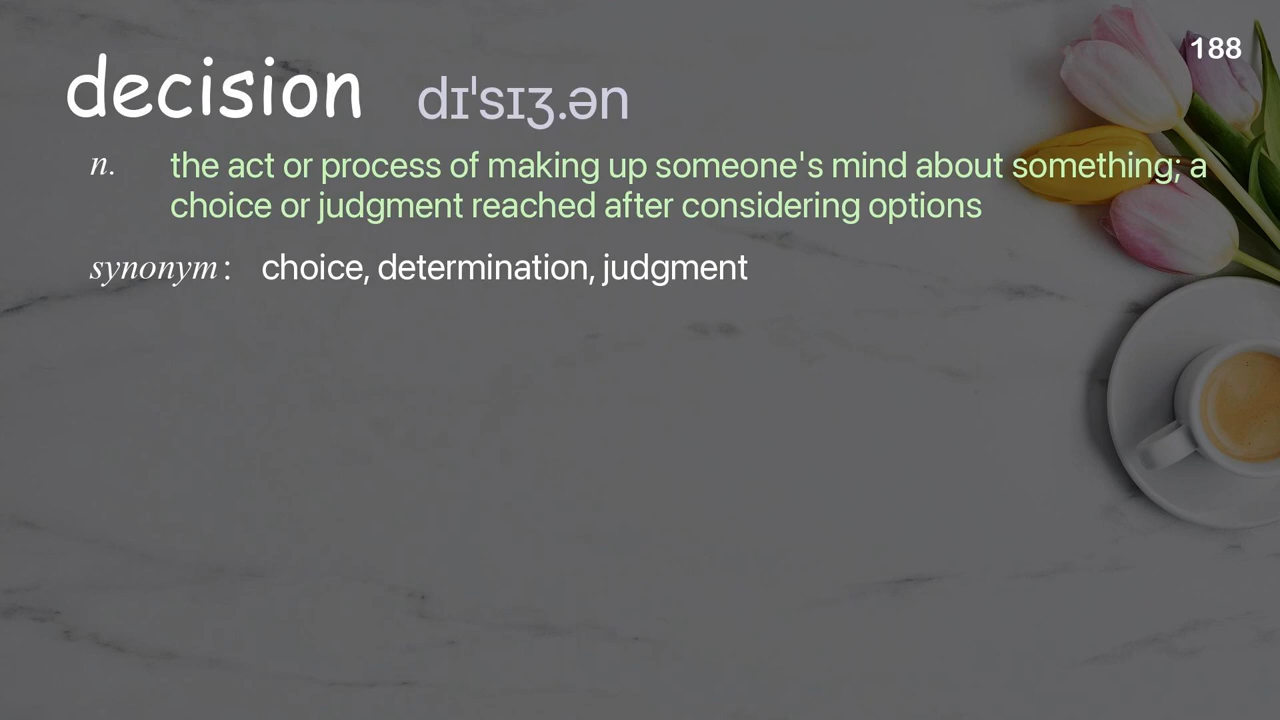 188
decision dɪˈsɪʒ.ən
n. the act or process of making up someone's mind about something; a
choice or judgment reached after considering options
synonym: choice, determination, judgment